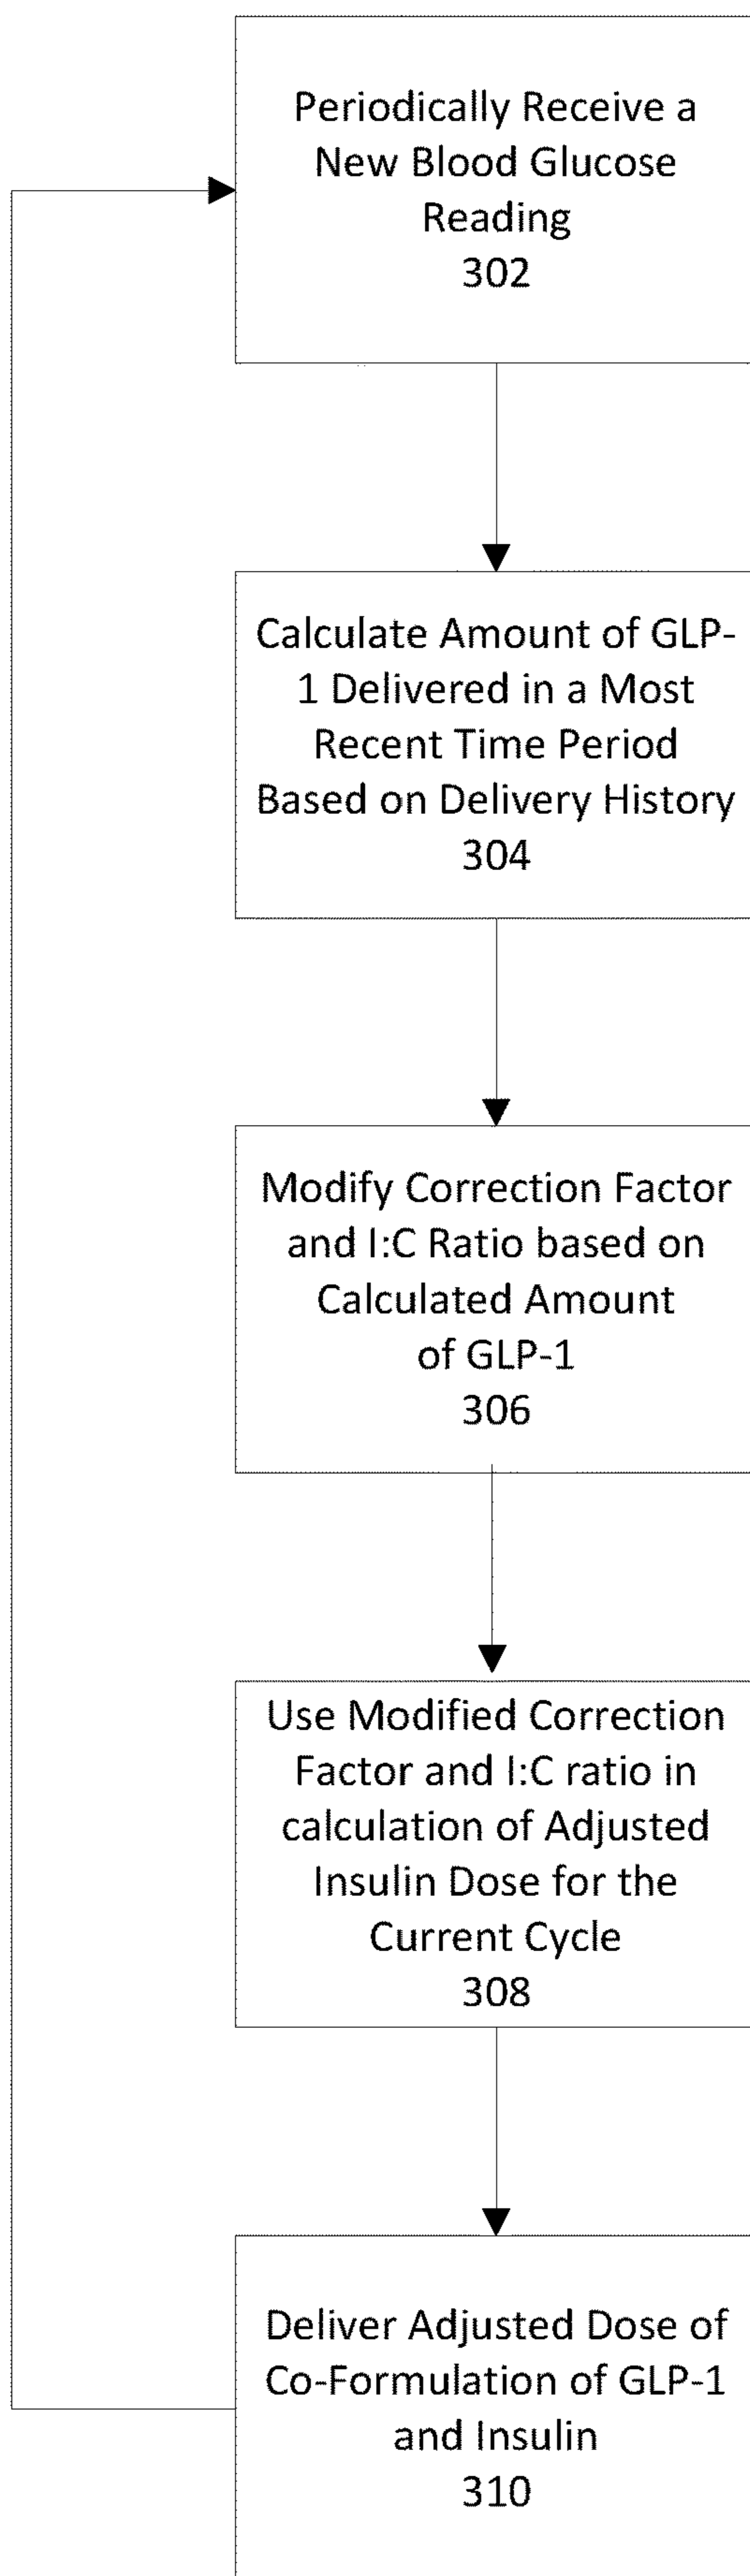 Periodically Receive a
New Blood Glucose
Reading
302
Calculate Amount of GLP-
1 Delivered in a Most
Recent Time Period
Based on Delivery History
304
Modify Correction Factor
and I:C Ratio based on
Calculated Amount
of GLP-1
306
Use Modified Correction
Factor and I:C ratio in
calculation of Adjusted
Insulin Dose for the
Current Cycle
308
Deliver Adjusted Dose of
Co-Formulation of GLP-1
and Insulin
310